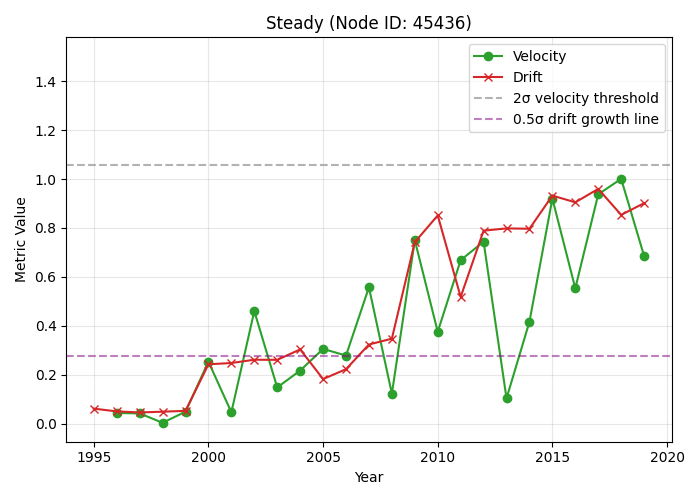 Steady (Node ID: 45436)
Velocity
Drift
2σ velocity threshold
0.5σ drift growth line
Metric Value
1.4
1.2
1.0
0.8
0.6
0.4
0.2
0.0
1995 2000 2005 2010 2015 2020
Year